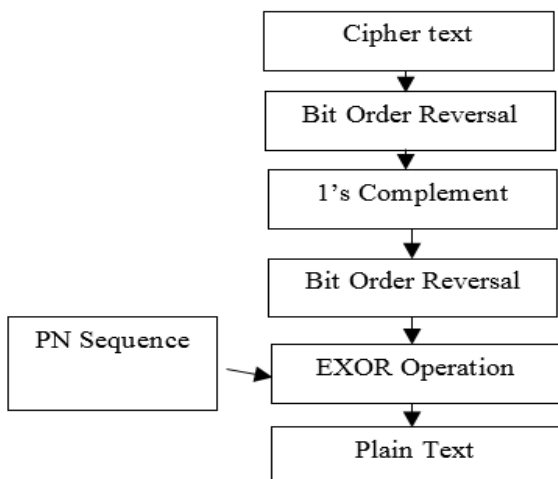 Cipher text
Bit Order Reversal
1’s Complement
Bit Order Reversal
PN Sequence
EXOR Operation
Plain Text